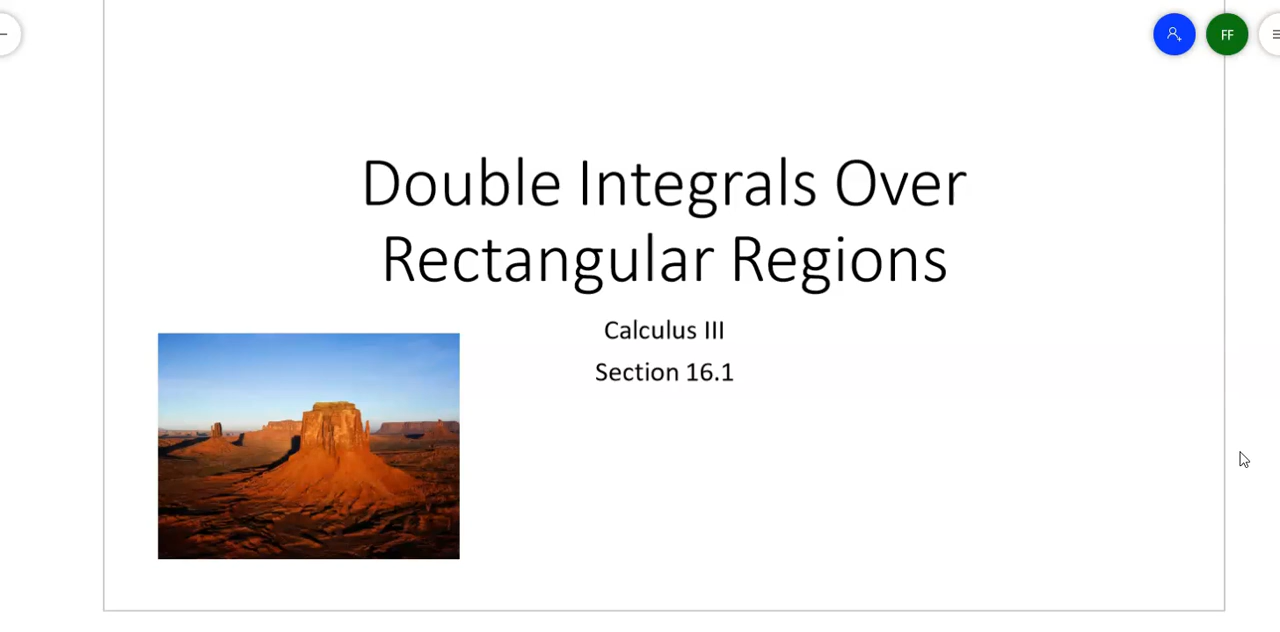 FF
Double Integrals Over
Rectangular Regions
Calculus III
Section 16.1